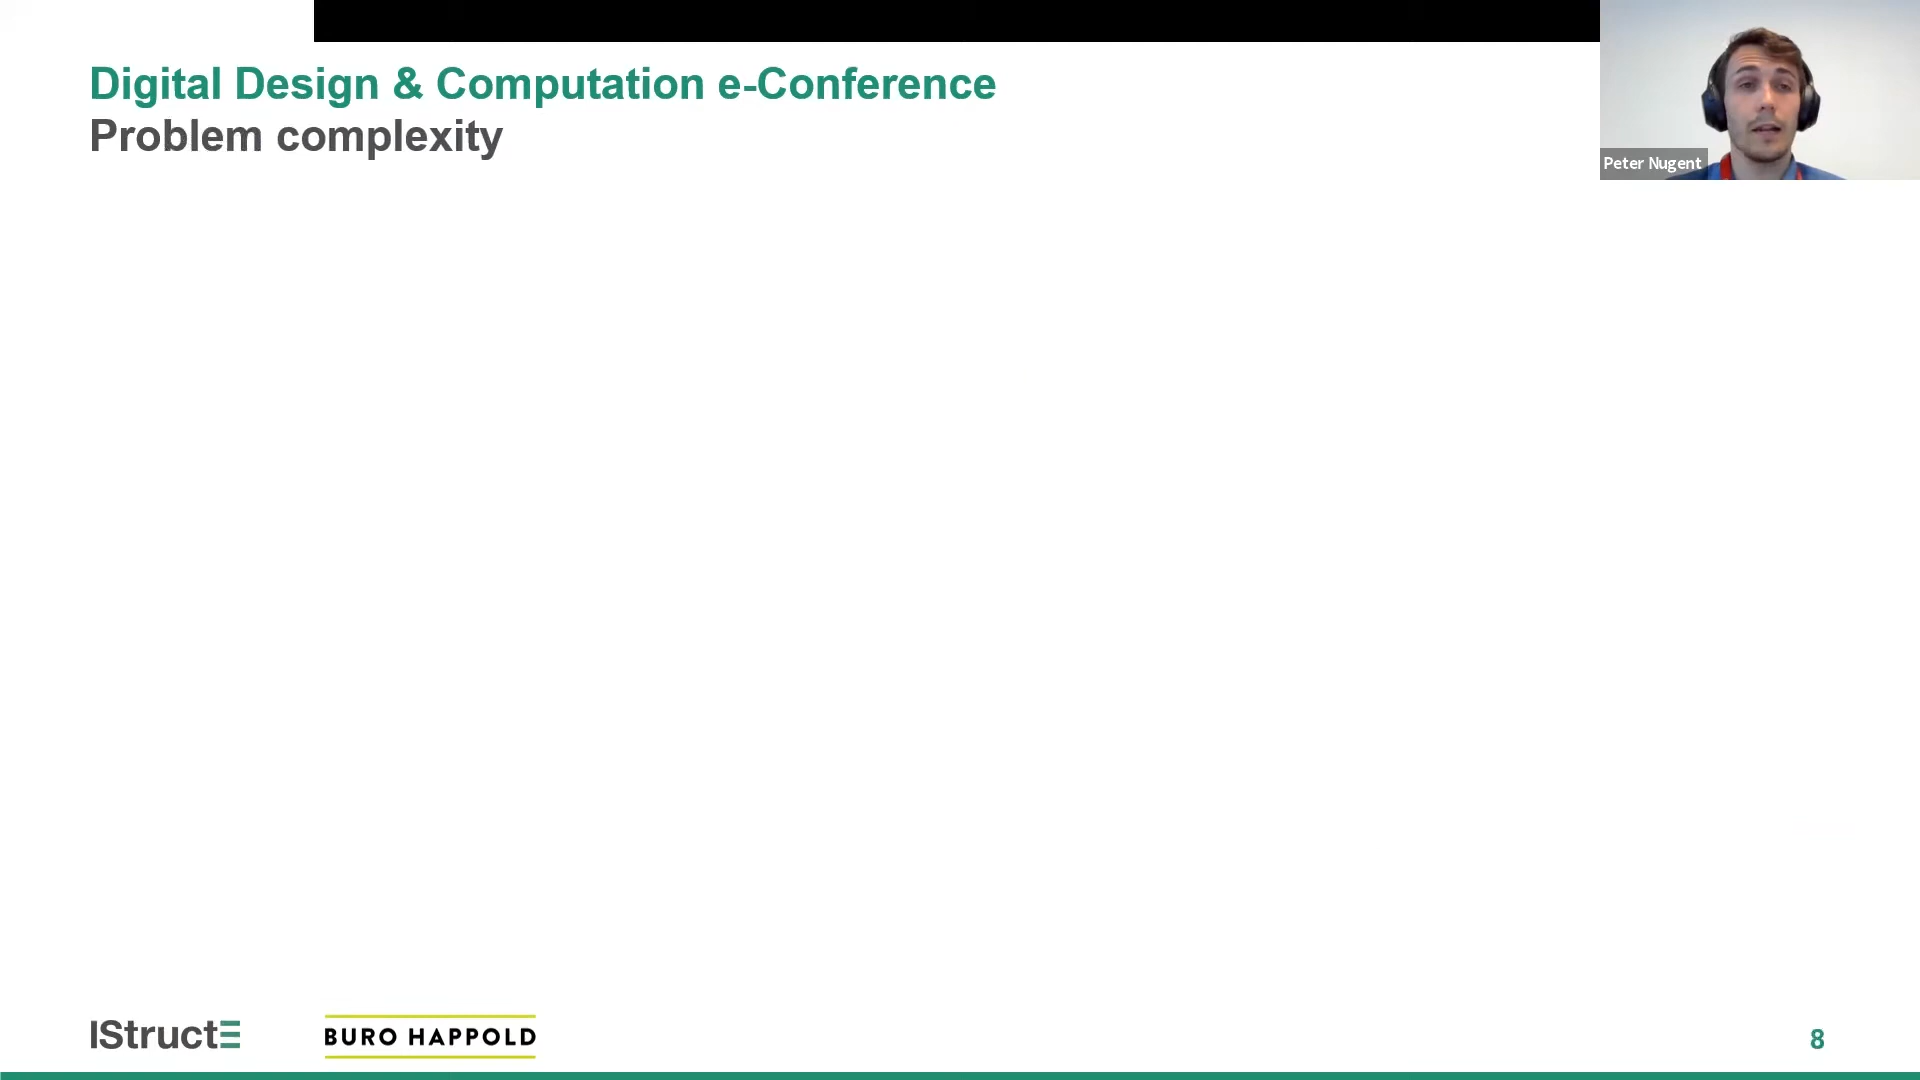 Digital Design & Computation e-Conference
Problem complexity
Peter Nugent
IStructE
BURO HAPPOLD
8